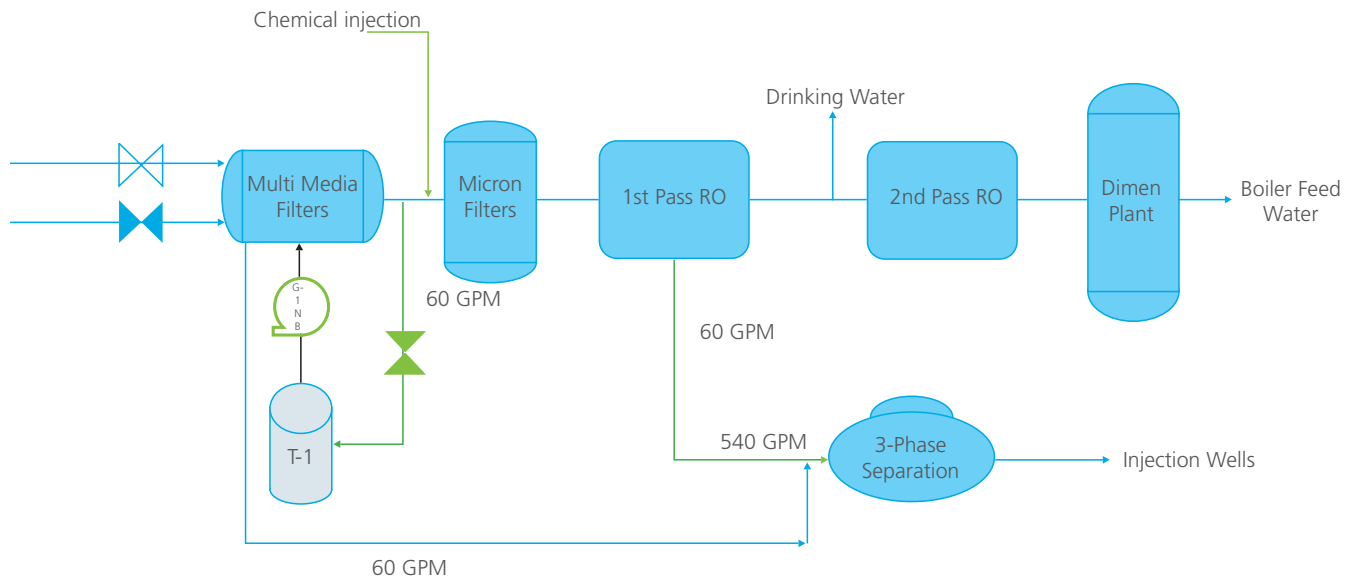 Chemical injection
Drinking Water
Multi Media
Filters
Micron
Filters
1st Pass RO
2nd Pass RO
Dimen
Plant
Boiler Feed
Water
G-
1
N
B
60 GPM
60 GPM
T-1
540 GPM
3-Phase
Separation
Injection Wells
60 GPM